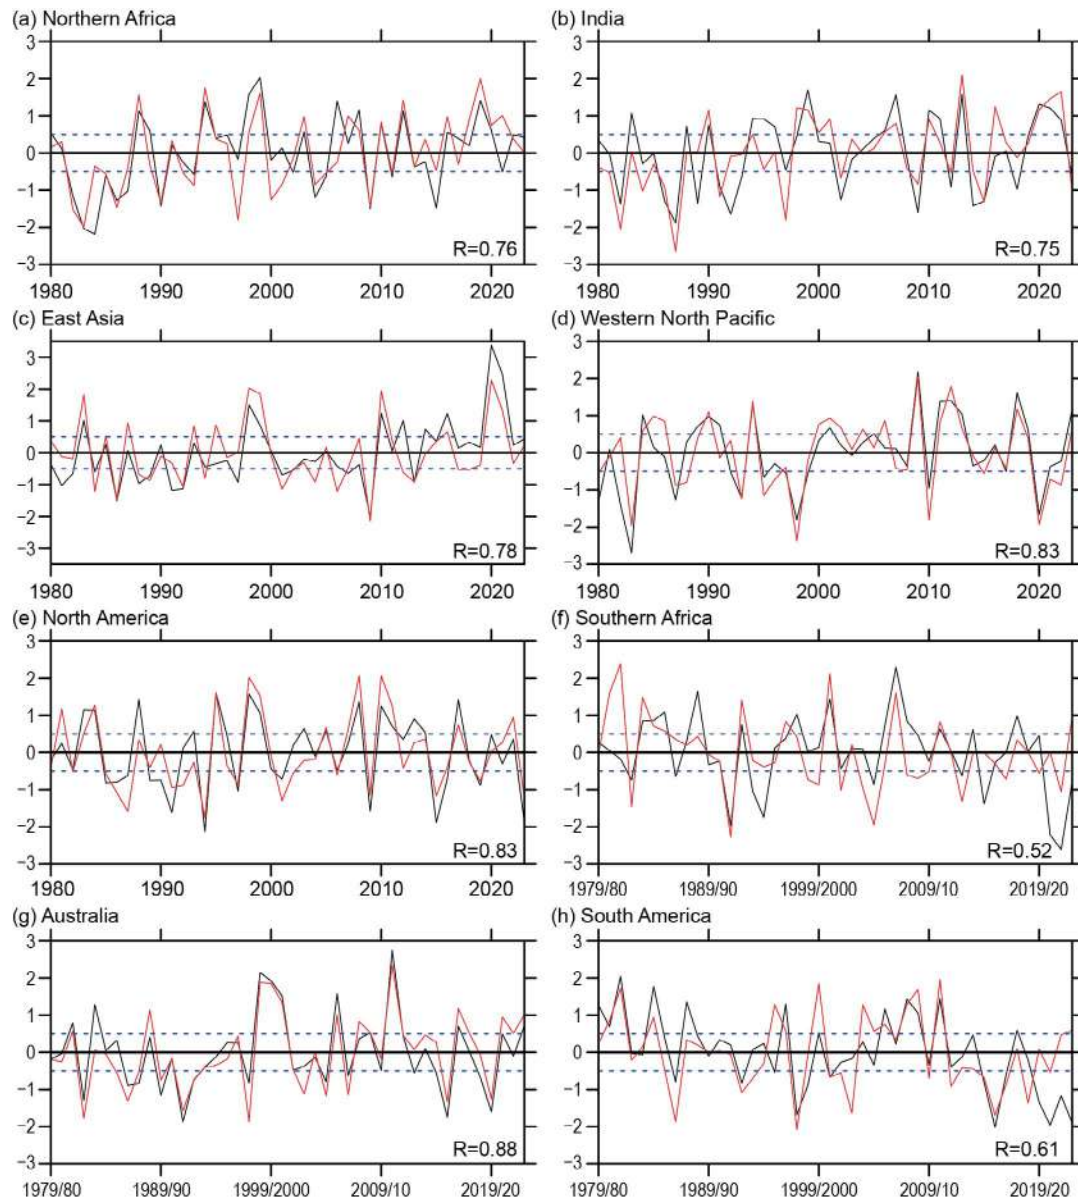 (a) Northern Africa
3
2
1
0
−1
−2
−3
R=0.76
1980 1990 2000 2010 2020
(b) India
3
2
1
0
−1
−2
−3
R=0.75
1980 1990 2000 2010 2020
(c) East Asia
3
2
1
0
−1
−2
−3
R=0.78
1980 1990 2000 2010 2020
(d) Western North Pacific
3
2
1
0
−1
−2
−3
R=0.83
1980 1990 2000 2010 2020
(e) North America
3
2
1
0
−1
−2
−3
R=0.83
1980 1990 2000 2010 2020
(f) Southern Africa
3
2
1
0
−1
−2
−3
R=0.52
1979/80 1989/90 1999/2000 2009/10 2019/20
(g) Australia
3
2
1
0
−1
−2
−3
R=0.88
1979/80 1989/90 1999/2000 2009/10 2019/20
(h) South America
3
2
1
0
−1
−2
−3
R=0.61
1979/80 1989/90 1999/2000 2009/10 2019/20